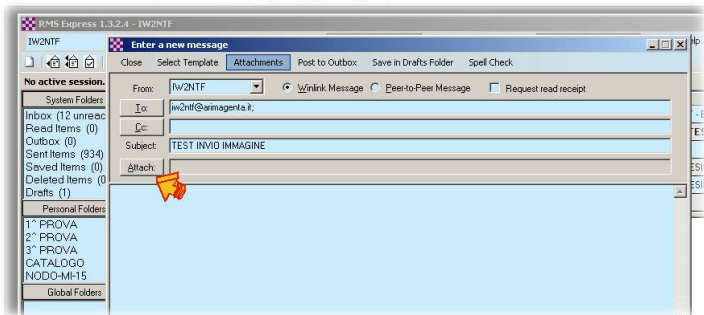 RMS Express 1.3.2.4 - IW2NTF
IW2NTF
Enter a new message
Close Select Template Attachments Post to Outbox Save in Drafts Folder Spell Check
No active session.
From: IW2NTF Winlink Message Peer-to-Peer Message Request read receipt
System Folders
To: iw2ntf@arimagenta.it;
Inbox (12 unread
Read Items (0)
Cc:
Outbox (0)
Subject: TEST INVIO IMMAGINE
Sent Items (934)
Saved Items (0)
Attach:
Deleted Items (0
Drafts (1)
Personal Folders
1^ PROVA
2^ PROVA
3^ PROVA
CATALOGO
NODO-MI-15
Global Folders